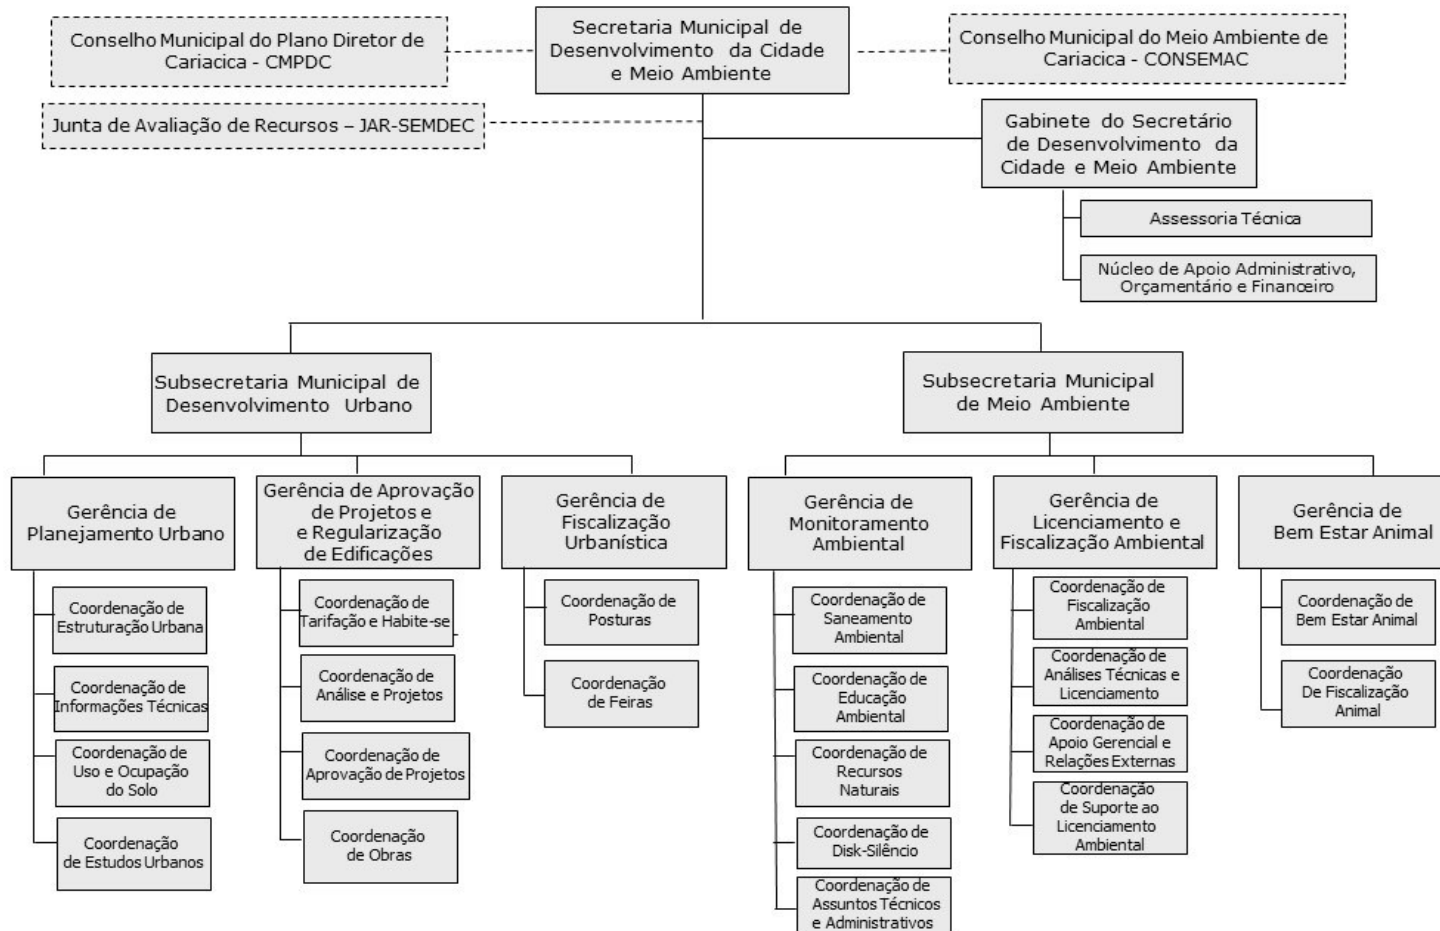 Conselho Municipal do Plano Diretor de
Cariacica - CMPDC
Secretaria Municipal de
Desenvolvimento da Cidade
e Meio Ambiente
Conselho Municipal do Meio Ambiente de
Cariacica - CONSEMAC
Junta de Avaliação de Recursos – JAR-SEMDEC
Gabinete do Secretário
de Desenvolvimento da
Cidade e Meio Ambiente
Assessoria Técnica
Núcleo de Apoio Administrativo,
Orçamentário e Financeiro
Subsecretaria Municipal de
Desenvolvimento Urbano
Subsecretaria Municipal
de Meio Ambiente
Gerência de
Planejamento Urbano
Gerência de Aprovação
de Projetos e
e Regularização
de Edificações
Gerência de
Fiscalização
Urbanística
Gerência de
Monitoramento
Ambiental
Gerência de
Licenciamento e
Fiscalização Ambiental
Gerência de
Bem Estar Animal
Coordenação de
Estruturação Urbana
Coordenação de
Informações Técnicas
Coordenação de
Uso e Ocupação
do Solo
Coordenação
de Estudos Urbanos
Coordenação de
Tarifação e Habite-se
Coordenação de
Análise e Projetos
Coordenação de
Aprovação de Projetos
Coordenação
de Obras
Coordenação de
Posturas
Coordenação
de Feiras
Coordenação de
Saneamento
Ambiental
Coordenação de
Educação
Ambiental
Coordenação de
Recursos
Naturais
Coordenação de
Disk-Silêncio
Coordenação de
Assuntos Técnicos
e Administrativos
Coordenação de
Fiscalização
Ambiental
Coordenação de
Análises Técnicas e
Licenciamento
Coordenação de
Apoio Gerencial e
Relações Externas
Coordenação
de Suporte ao
Licenciamento
Ambiental
Coordenação de
Bem Estar Animal
Coordenação
De Fiscalização
Animal